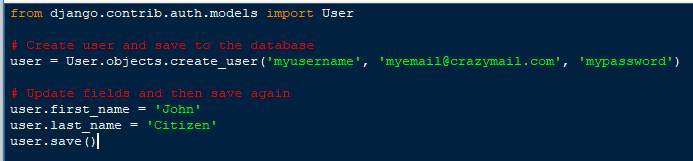 from django.contrib.auth.models import User
# Create user and save to the database
user = User.objects.create_user('myusername', 'myemail@crazymail.com', 'mypassword')
# Update fields and then save again
user.first_name = 'John'
user.last_name = 'Citizen'
user.save()